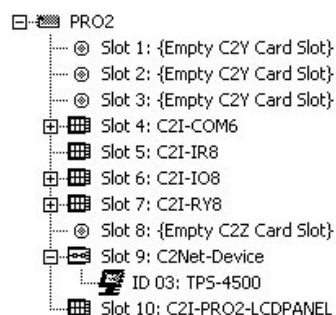 PRO2
Slot 1: {Empty C2Y Card Slot}
Slot 2: {Empty C2Y Card Slot}
Slot 3: {Empty C2Y Card Slot}
Slot 4: C2I-COM6
Slot 5: C2I-IR8
Slot 6: C2I-IO8
Slot 7: C2I-RY8
Slot 8: {Empty C2Z Card Slot}
Slot 9: C2Net-Device
ID 03: TPS-4500
Slot 10: C2I-PRO2-LCDPANEL